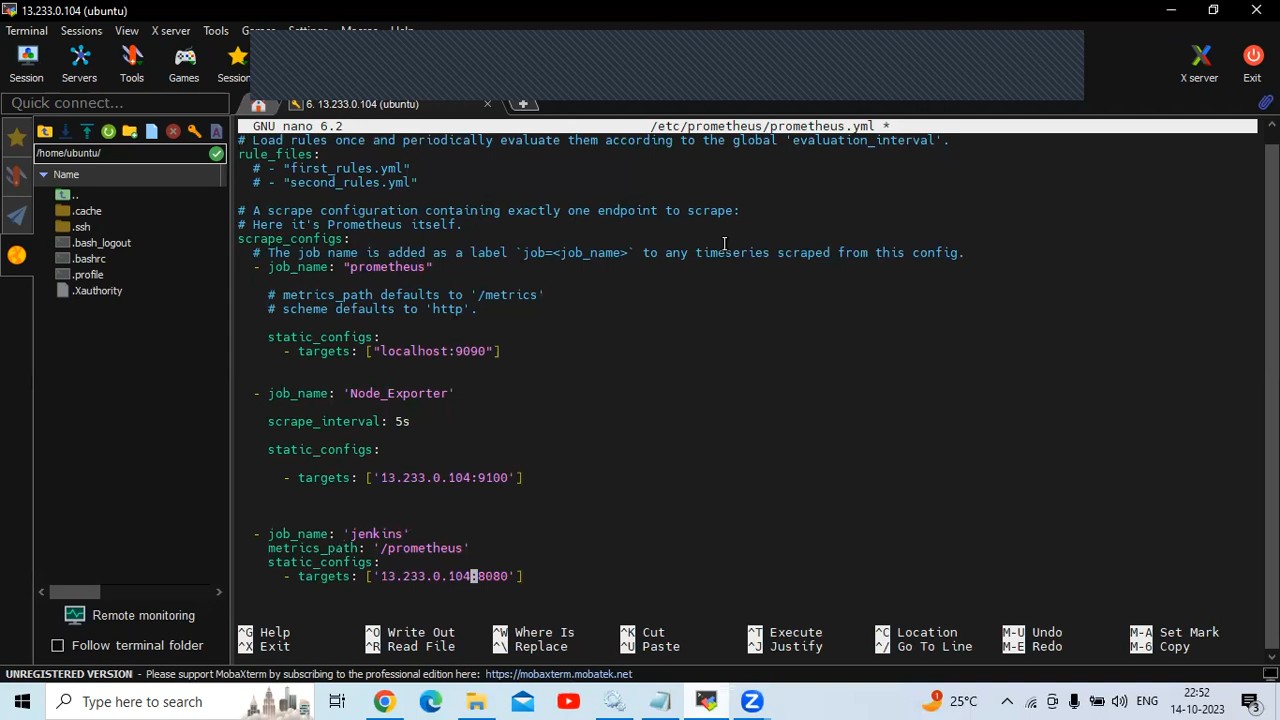 13.233.0.104 (ubuntu)
Terminal Sessions View X server Tools Games Settings Macros Help
Session Servers Tools Games Session X server Exit
Quick connect... 6. 13.233.0.104 (ubuntu)
/home/ubuntu/
Name
..
.cache
.ssh
.bash_logout
.bashrc
.profile
.Xauthority
Remote monitoring
Follow terminal folder
GNU nano 6.2 /etc/prometheus/prometheus.yml *
# Load rules once and periodically evaluate them according to the global 'evaluation_interval'.
rule_files:
# - "first_rules.yml"
# - "second_rules.yml"
# A scrape configuration containing exactly one endpoint to scrape:
# Here it's Prometheus itself.
scrape_configs:
# The job name is added as a label `job=<job_name>` to any timeseries scraped from this config.
- job_name: "prometheus"
# metrics_path defaults to '/metrics'
# scheme defaults to 'http'.
static_configs:
- targets: ["localhost:9090"]
- job_name: 'Node_Exporter'
scrape_interval: 5s
static_configs:
- targets: ['13.233.0.104:9100']
- job_name: 'jenkins'
metrics_path: '/prometheus'
static_configs:
- targets: ['13.233.0.104:8080']
^G Help ^O Write Out ^W Where Is ^K Cut ^T Execute ^C Location M-U Undo M-A Set Mark
^X Exit ^R Read File ^\ Replace ^U Paste ^J Justify ^/ Go To Line M-E Redo M-6 Copy
UNREGISTERED VERSION - Please support MobaXterm by subscribing to the professional edition here: https://mobaxterm.mobatek.net
Type here to search
1
25°C
22:52
14-10-2023
3